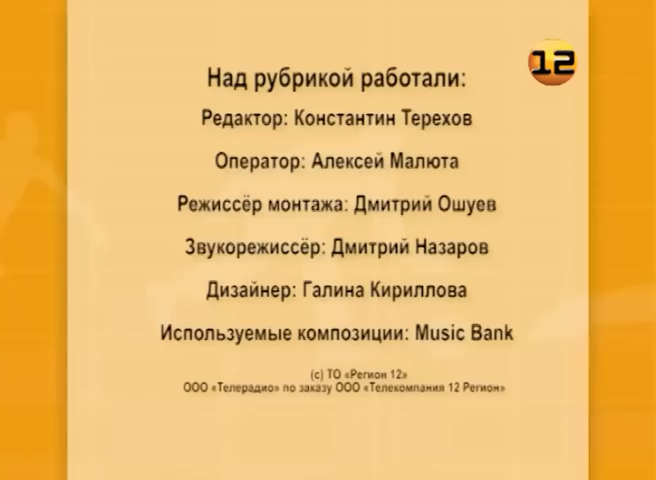 12
Над рубрикой работали:
Редактор: Константин Терехов
Оператор: Алексей Малюта
Режиссёр монтажа: Дмитрий Ошуев
Звукорежиссёр: Дмитрий Назаров
Дизайнер: Галина Кириллова
Используемые композиции: Music Bank
(с) ТО «Регион 12»
ООО «Телерадио» по заказу ООО «Телекомпания 12 Регион»